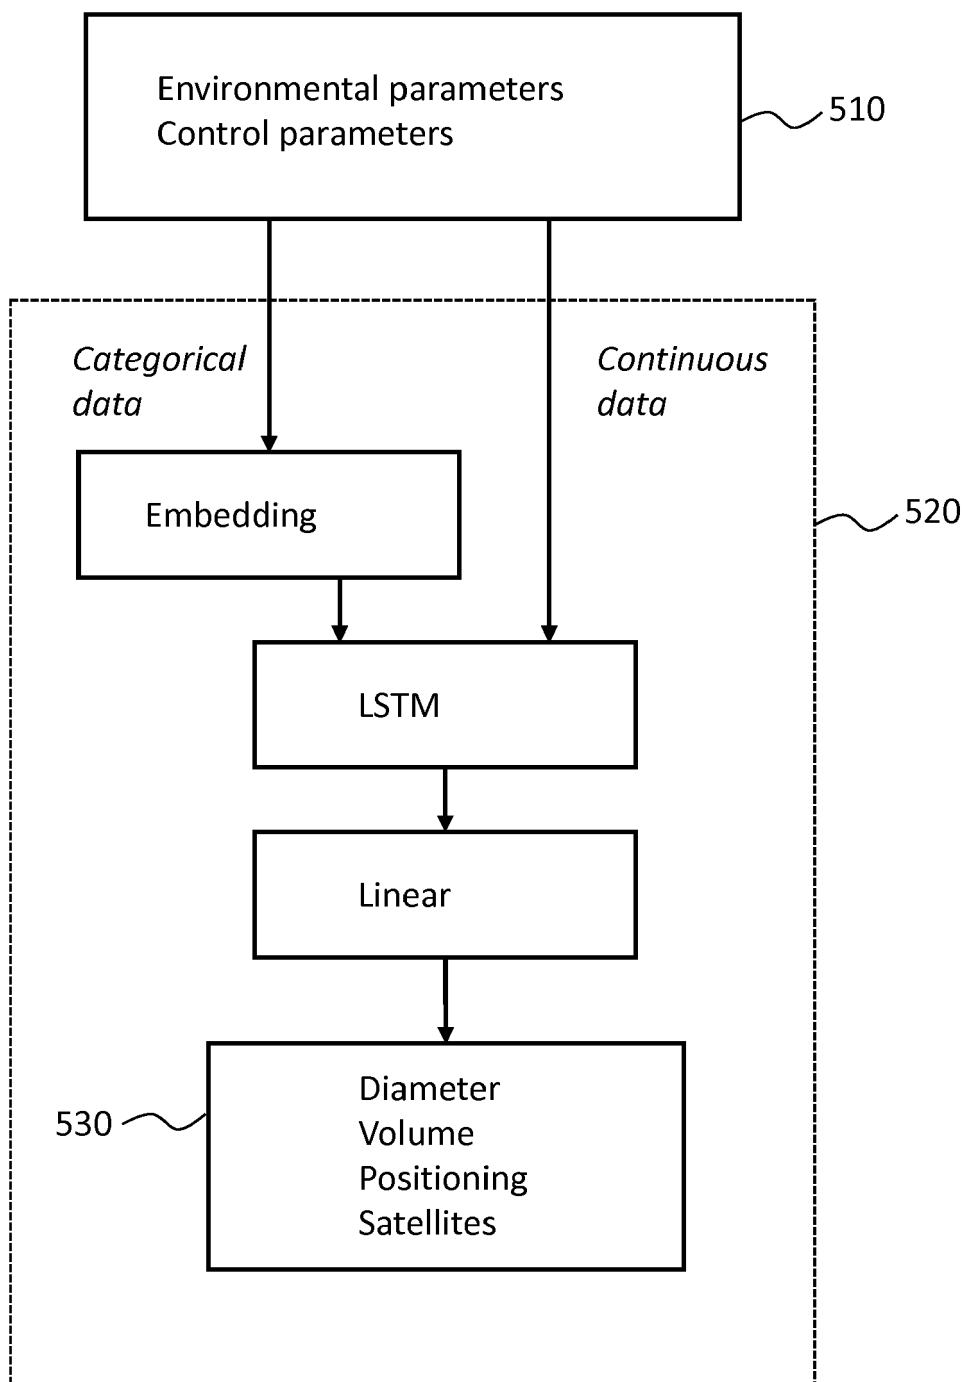 Environmental parameters
Control parameters
510
Categorical
data
Continuous
data
Embedding
520
LSTM
Linear
530
Diameter
Volume
Positioning
Satellites